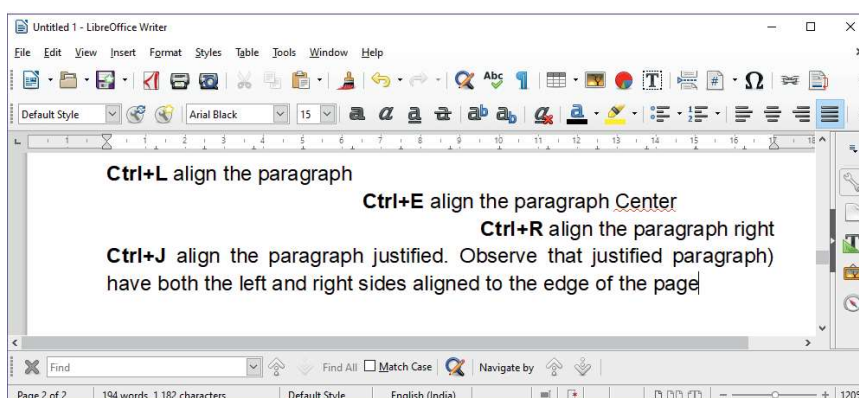 Untitled 1 - LibreOffice Writer
File Edit View Insert Format Styles Table Tools Window Help
Default Style Arial Black 15
Ctrl+L align the paragraph
Ctrl+E align the paragraph Center
Ctrl+R align the paragraph right
Ctrl+J align the paragraph justified. Observe that justified paragraph)
have both the left and right sides aligned to the edge of the page
Find Find All Match Case Navigate by
Page 2 of 2 194 words, 1,182 characters Default Style English (India)